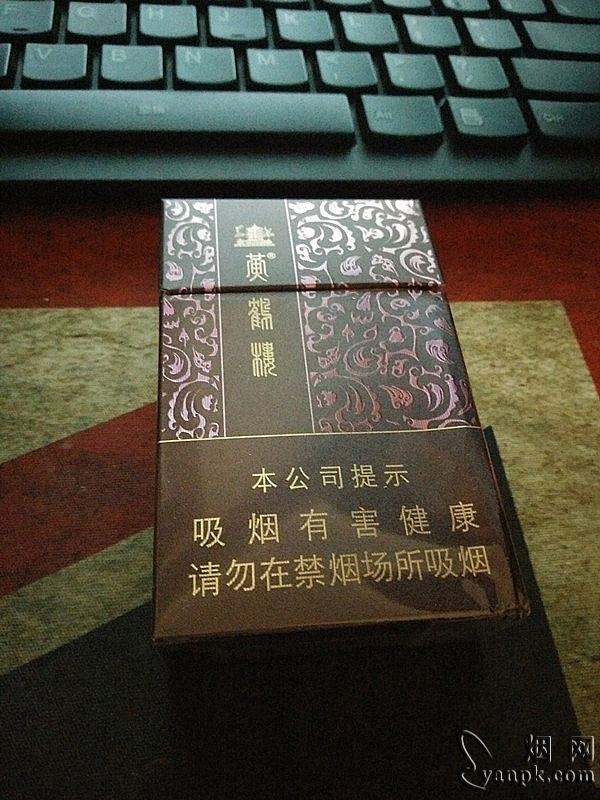 F G H J K L
V B N M
Alt
黄鹤楼®
本公司提示
吸烟有害健康
请勿在禁烟场所吸烟
烟网
yanpk.com